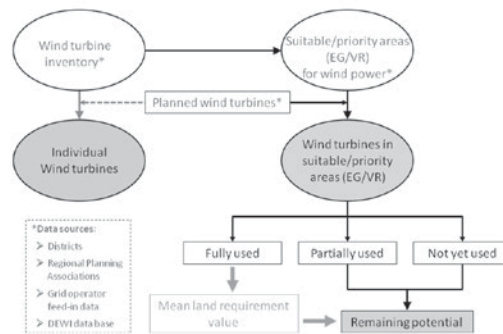 Wind turbine
inventory*
Suitable/priority areas
(EG/VR)
for wind power*
Planned wind turbines*
Individual
Wind turbines
Wind turbines in
suitable/priority
areas (EG/VR)
*Data sources:
➢ Districts
➢ Regional Planning
Associations
➢ Grid operator
feed-in data
➢ DEWI data base
Fully used
Partially used
Not yet used
Mean land requirement
value
Remaining potential